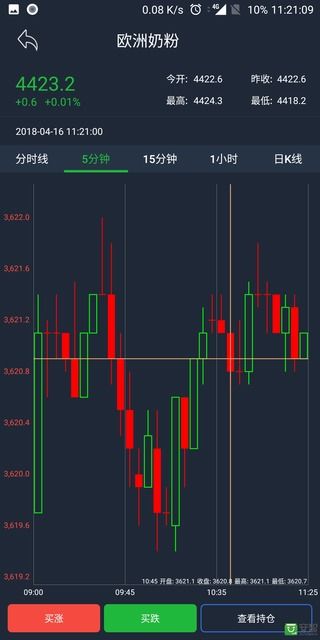 0.08 K/s 4G 10% 11:21:09
欧洲奶粉
4423.2
+0.6 +0.01%
今开: 4422.6 昨收: 4422.6
最高: 4424.3 最低: 4418.2
2018-04-16 11:21:00
分时线 5分钟 15分钟 1小时 日K线
3,622.0
3,621.6
3,621.2
3,620.8
3,620.4
3,620.0
3,619.6
3,619.2
10:45 开盘: 3621.1 收盘: 3620.8 最高: 3621.1 最低: 3620.7
09:00 09:45 10:35 11:25
买涨 买跌 查看持仓